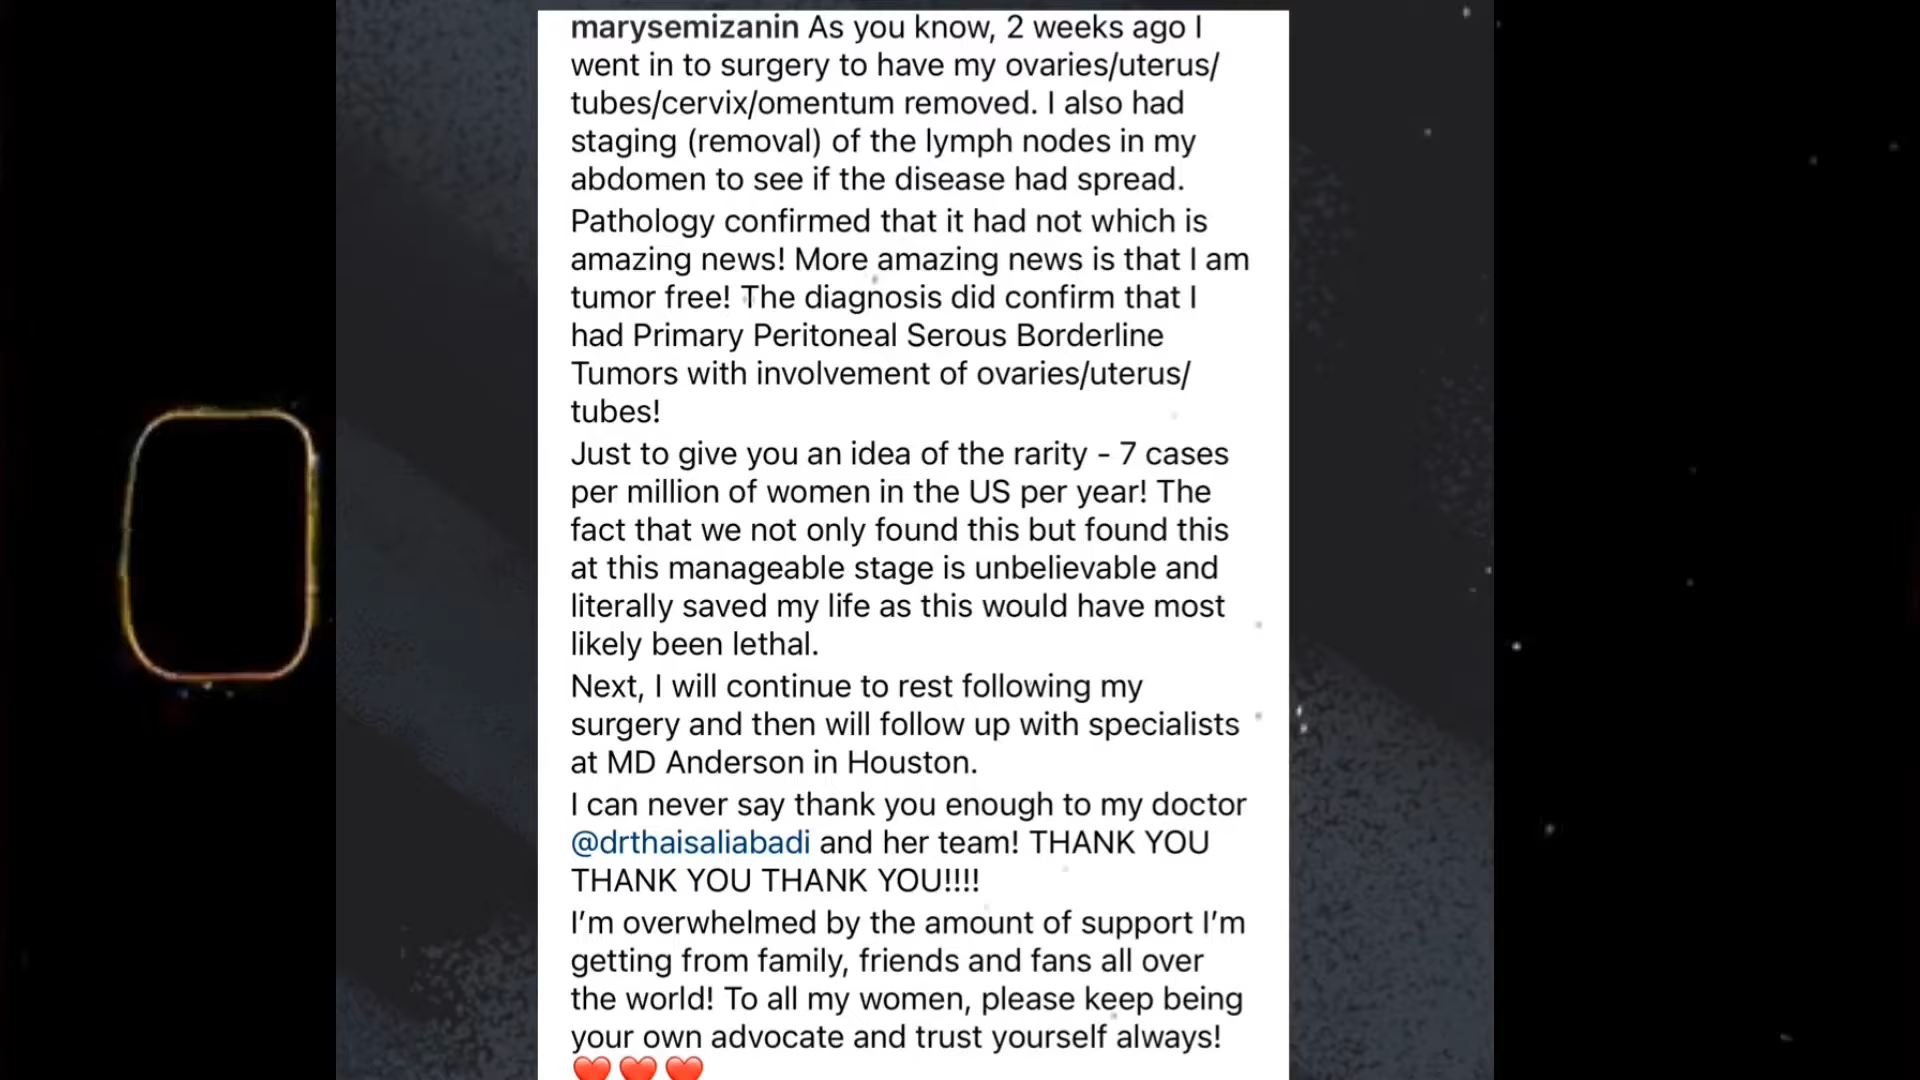 marysemizanin As you know, 2 weeks ago I
went in to surgery to have my ovaries/uterus/
tubes/cervix/omentum removed. I also had
staging (removal) of the lymph nodes in my
abdomen to see if the disease had spread.
Pathology confirmed that it had not which is
amazing news! More amazing news is that I am
tumor free! The diagnosis did confirm that I
had Primary Peritoneal Serous Borderline
Tumors with involvement of ovaries/uterus/
tubes!
Just to give you an idea of the rarity - 7 cases
per million of women in the US per year! The
fact that we not only found this but found this
at this manageable stage is unbelievable and
literally saved my life as this would have most
likely been lethal.
Next, I will continue to rest following my
surgery and then will follow up with specialists
at MD Anderson in Houston.
I can never say thank you enough to my doctor
@drthaisaliabadi and her team! THANK YOU
THANK YOU THANK YOU!!!!
I’m overwhelmed by the amount of support I’m
getting from family, friends and fans all over
the world! To all my women, please keep being
your own advocate and trust yourself always!
❤️❤️❤️